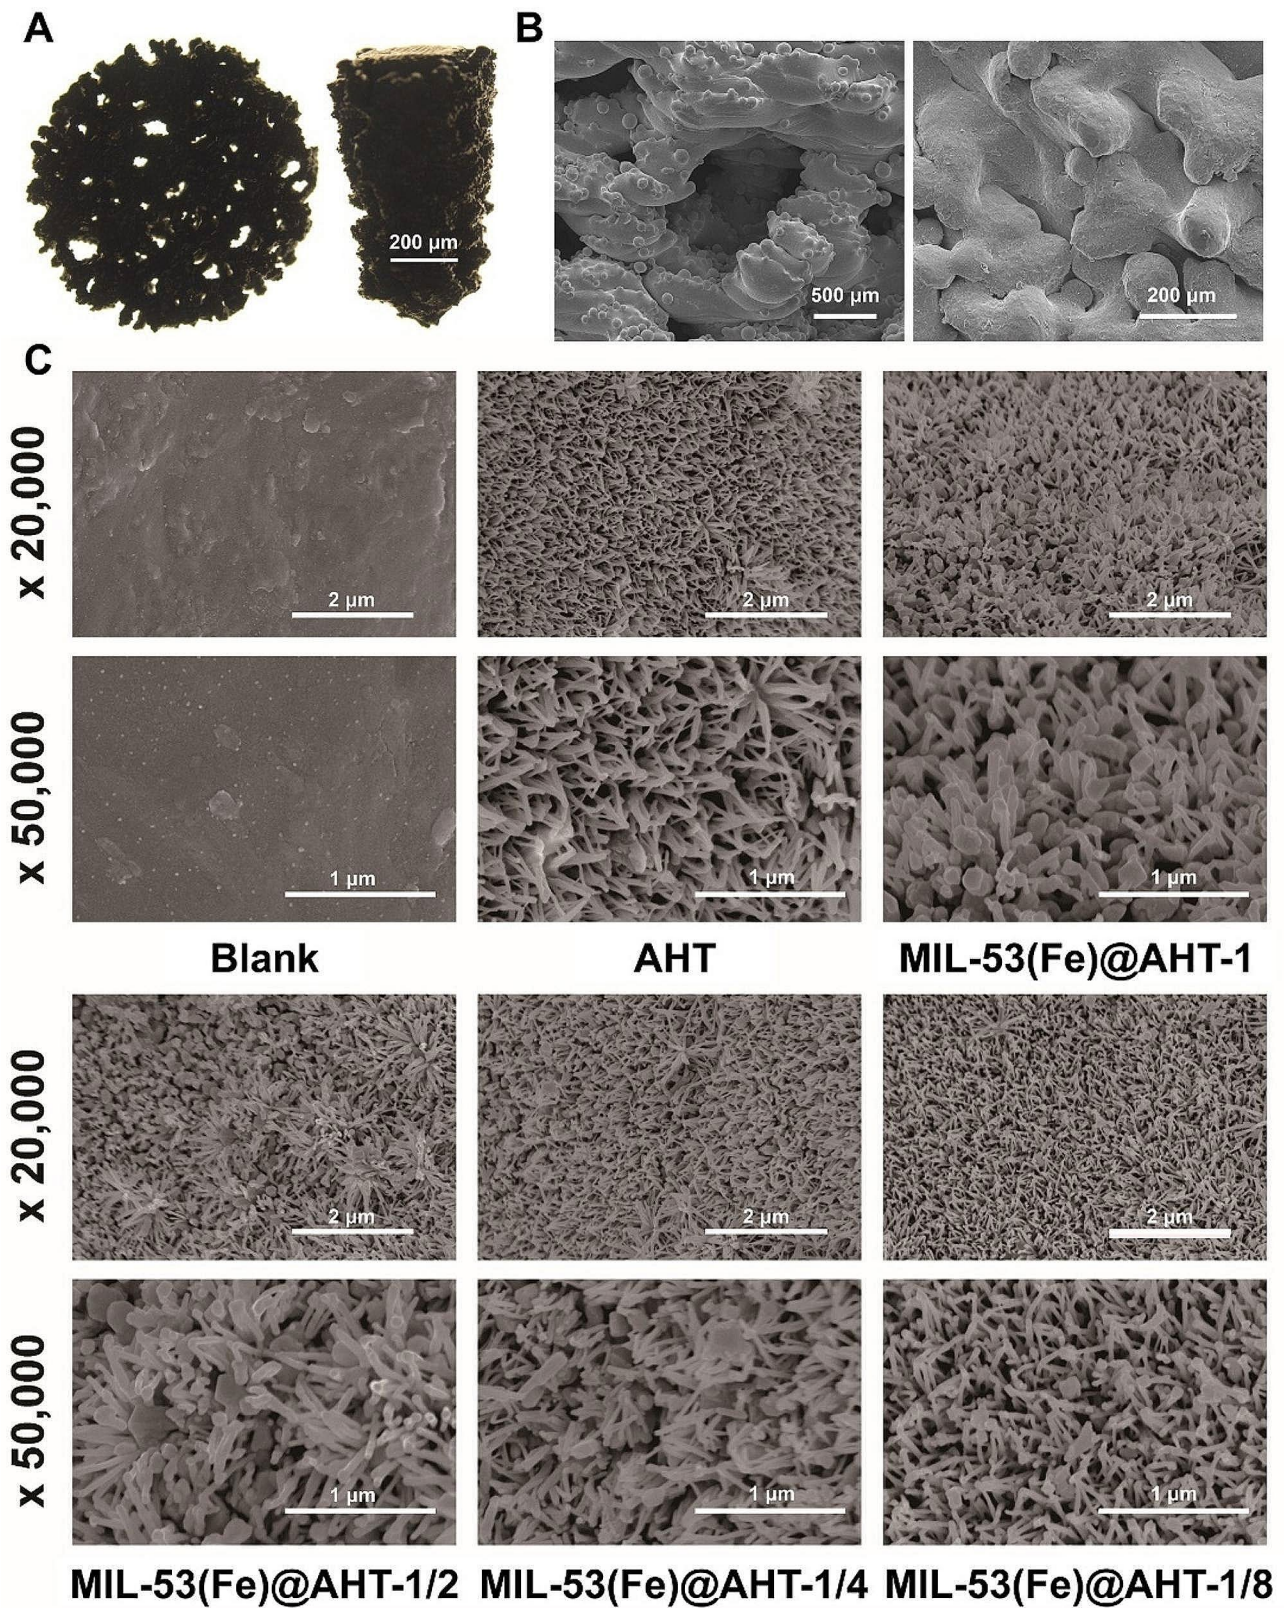 A
B
200 µm
500 µm
200 µm
C
x 20,000
2 µm
2 µm
2 µm
x 50,000
1 µm
1 µm
1 µm
Blank
AHT
MIL-53(Fe)@AHT-1
x 20,000
2 µm
2 µm
2 µm
x 50,000
1 µm
1 µm
1 µm
MIL-53(Fe)@AHT-1/2
MIL-53(Fe)@AHT-1/4
MIL-53(Fe)@AHT-1/8